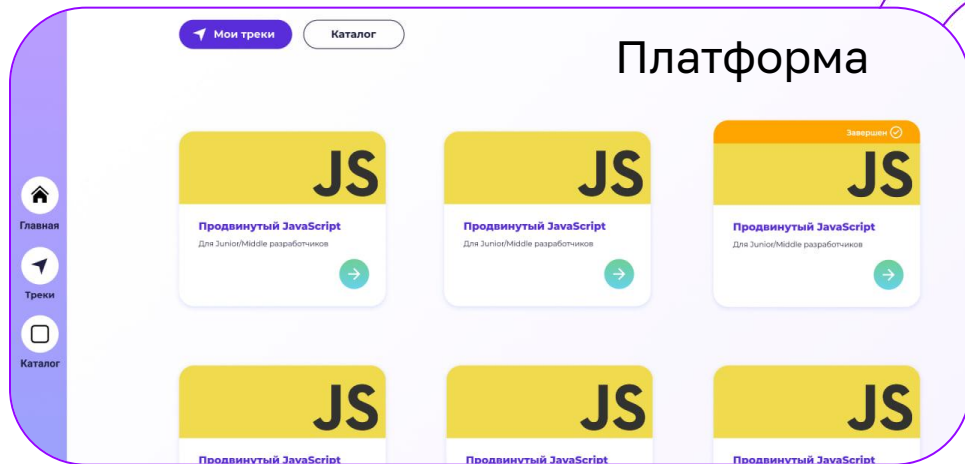 Мои треки
Каталог
Платформа
Завершен
JS
JS
JS
Продвинутый JavaScript
Продвинутый JavaScript
Продвинутый JavaScript
Для Junior/Middle разработчиков
Для Junior/Middle разработчиков
Для Junior/Middle разработчиков
Главная
Треки
Каталог
JS
JS
JS
Продвинутый JavaScript
Продвинутый JavaScript
Продвинутый JavaScript